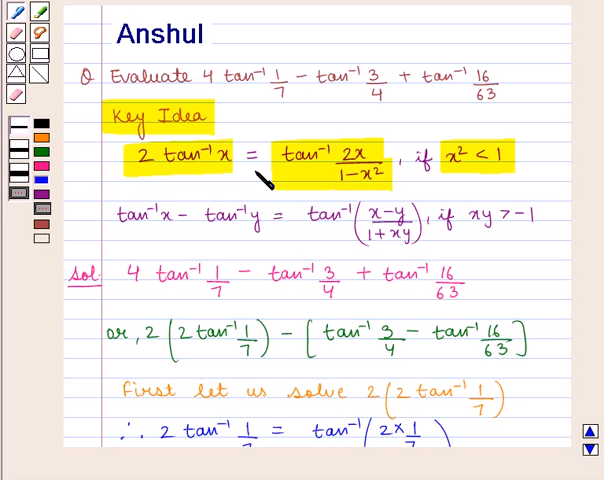 Anshul
Q Evaluate 4 tan⁻¹ 1/7 − tan⁻¹ 3/4 + tan⁻¹ 16/63
Key Idea
2 tan⁻¹ x = tan⁻¹ 2x/(1−x²), if x² < 1
tan⁻¹x − tan⁻¹y = tan⁻¹((x−y)/(1+xy)), if xy > −1
Sol. 4 tan⁻¹ 1/7 − tan⁻¹ 3/4 + tan⁻¹ 16/63
or, 2(2 tan⁻¹ 1/7) − [tan⁻¹ 3/4 − tan⁻¹ 16/63]
First let us solve 2(2 tan⁻¹ 1/7)
∴ 2 tan⁻¹ 1/7 = tan⁻¹(2×1/7)